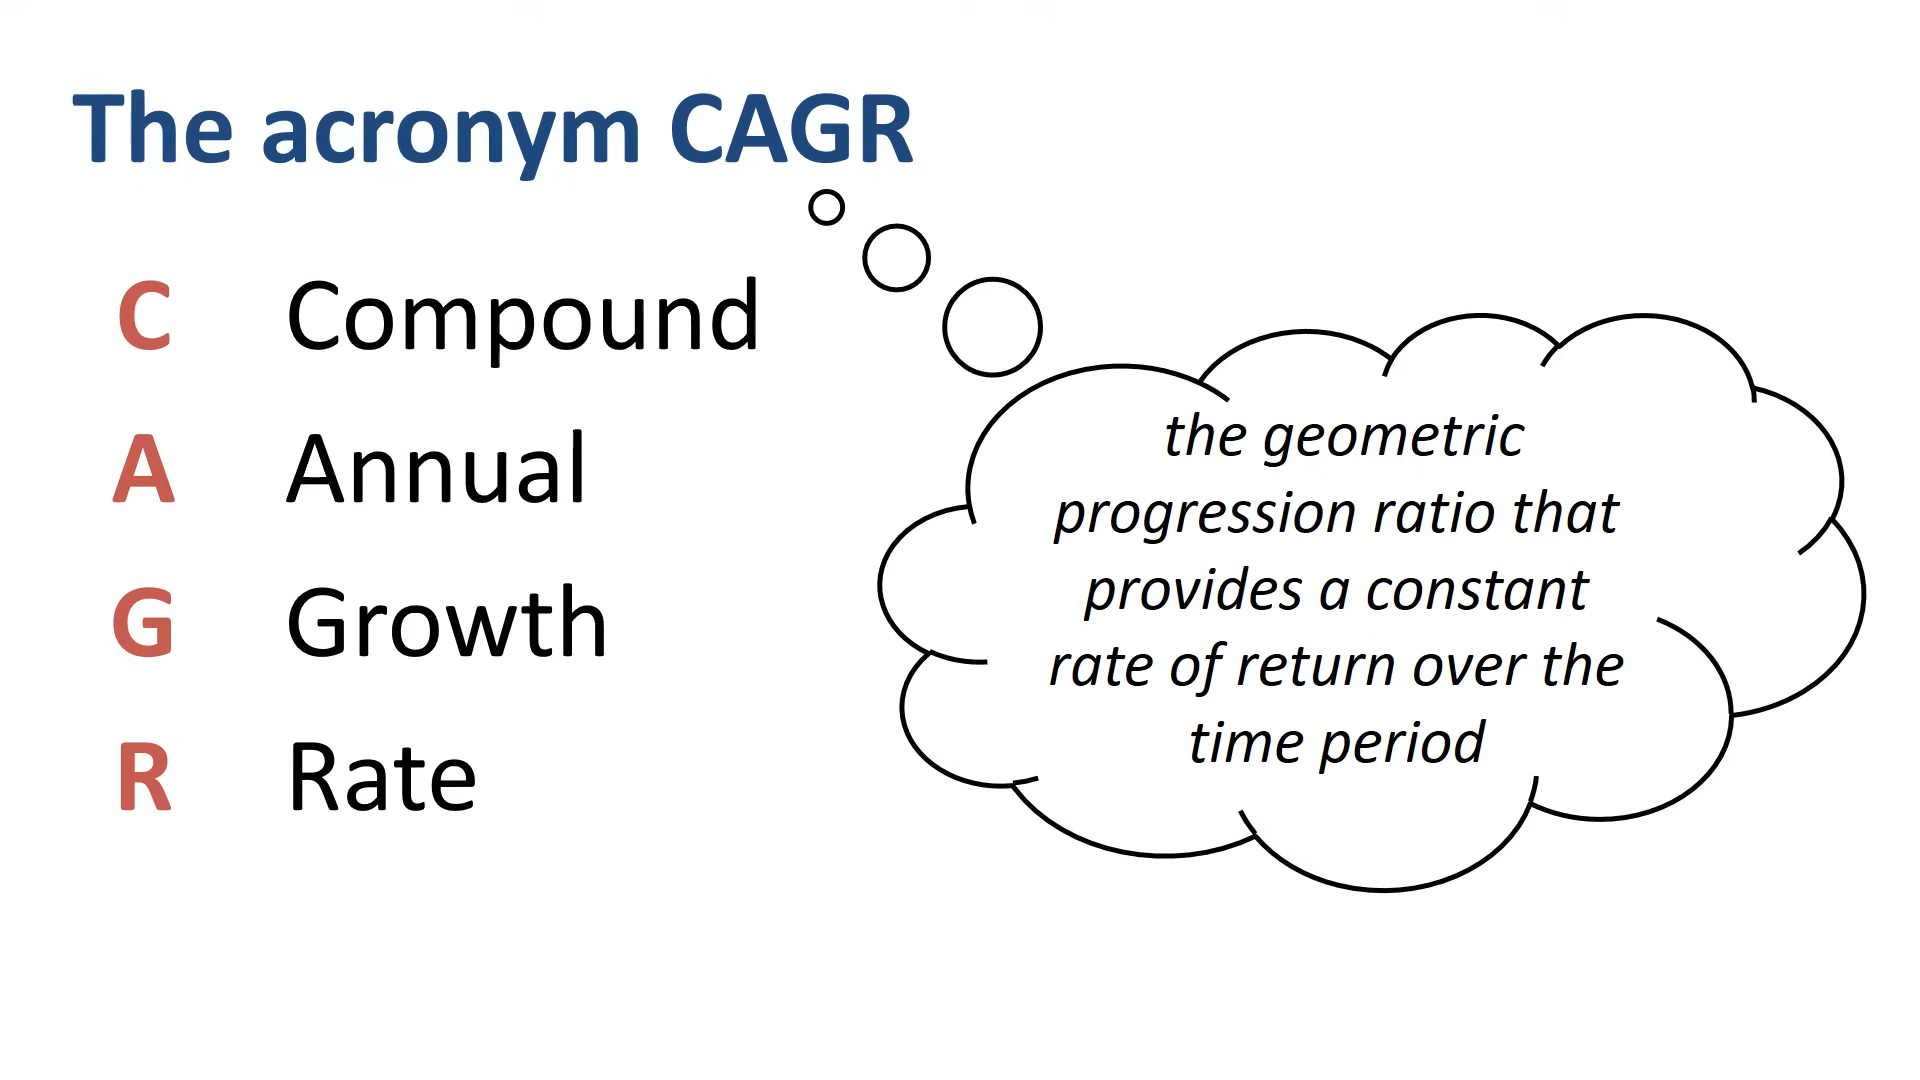 The acronym CAGR
C Compound
A Annual
G Growth
R Rate
the geometric
progression ratio that
provides a constant
rate of return over the
time period